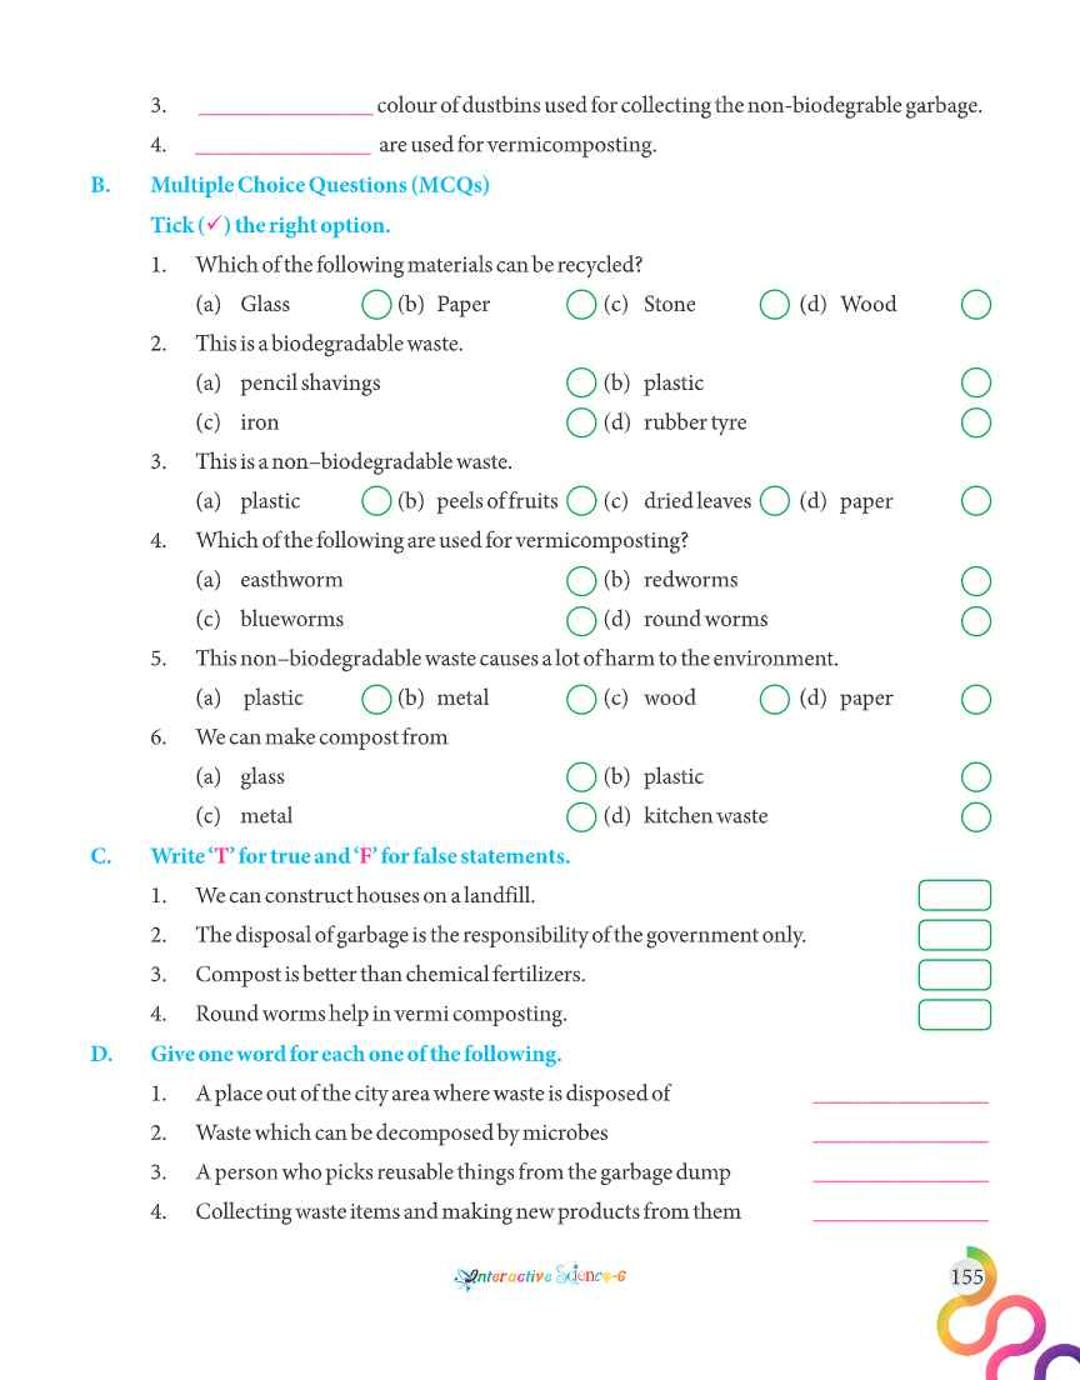 3. ____________ colour of dustbins used for collecting the non-biodegrable garbage.
4. ____________ are used for vermicomposting.
B. Multiple Choice Questions (MCQs)
Tick (✓) the right option.
1. Which of the following materials can be recycled?
(a) Glass (b) Paper (c) Stone (d) Wood
2. This is a biodegradable waste.
(a) pencil shavings (b) plastic
(c) iron (d) rubber tyre
3. This is a non–biodegradable waste.
(a) plastic (b) peels of fruits (c) dried leaves (d) paper
4. Which of the following are used for vermicomposting?
(a) easthworm (b) redworms
(c) blueworms (d) round worms
5. This non–biodegradable waste causes a lot of harm to the environment.
(a) plastic (b) metal (c) wood (d) paper
6. We can make compost from
(a) glass (b) plastic
(c) metal (d) kitchen waste
C. Write ‘T’ for true and ‘F’ for false statements.
1. We can construct houses on a landfill.
2. The disposal of garbage is the responsibility of the government only.
3. Compost is better than chemical fertilizers.
4. Round worms help in vermi composting.
D. Give one word for each one of the following.
1. A place out of the city area where waste is disposed of ____________
2. Waste which can be decomposed by microbes ____________
3. A person who picks reusable things from the garbage dump ____________
4. Collecting waste items and making new products from them ____________
Interactive Science-6
155